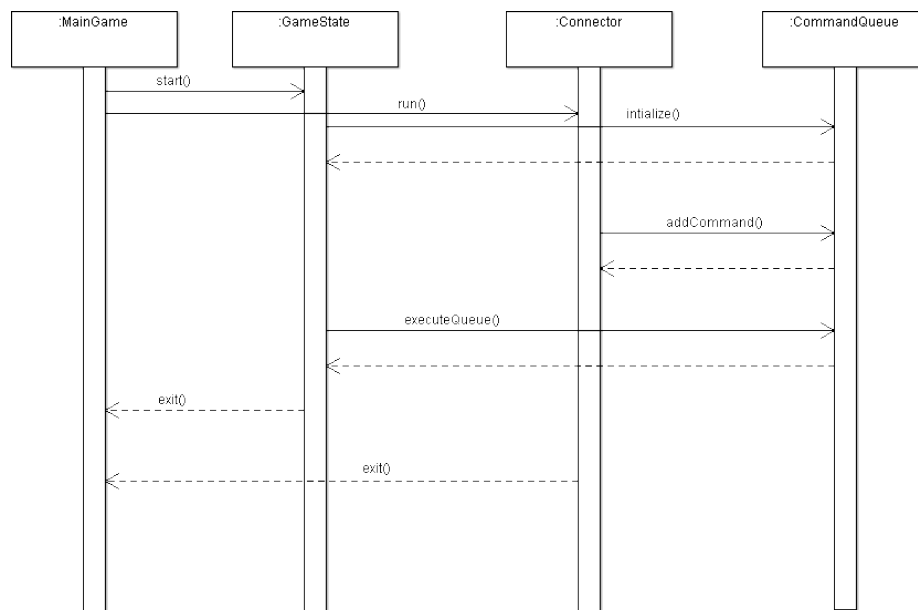 :MainGame
:GameState
:Connector
:CommandQueue
start()
run()
intialize()
addCommand()
executeQueue()
exit()
exit()